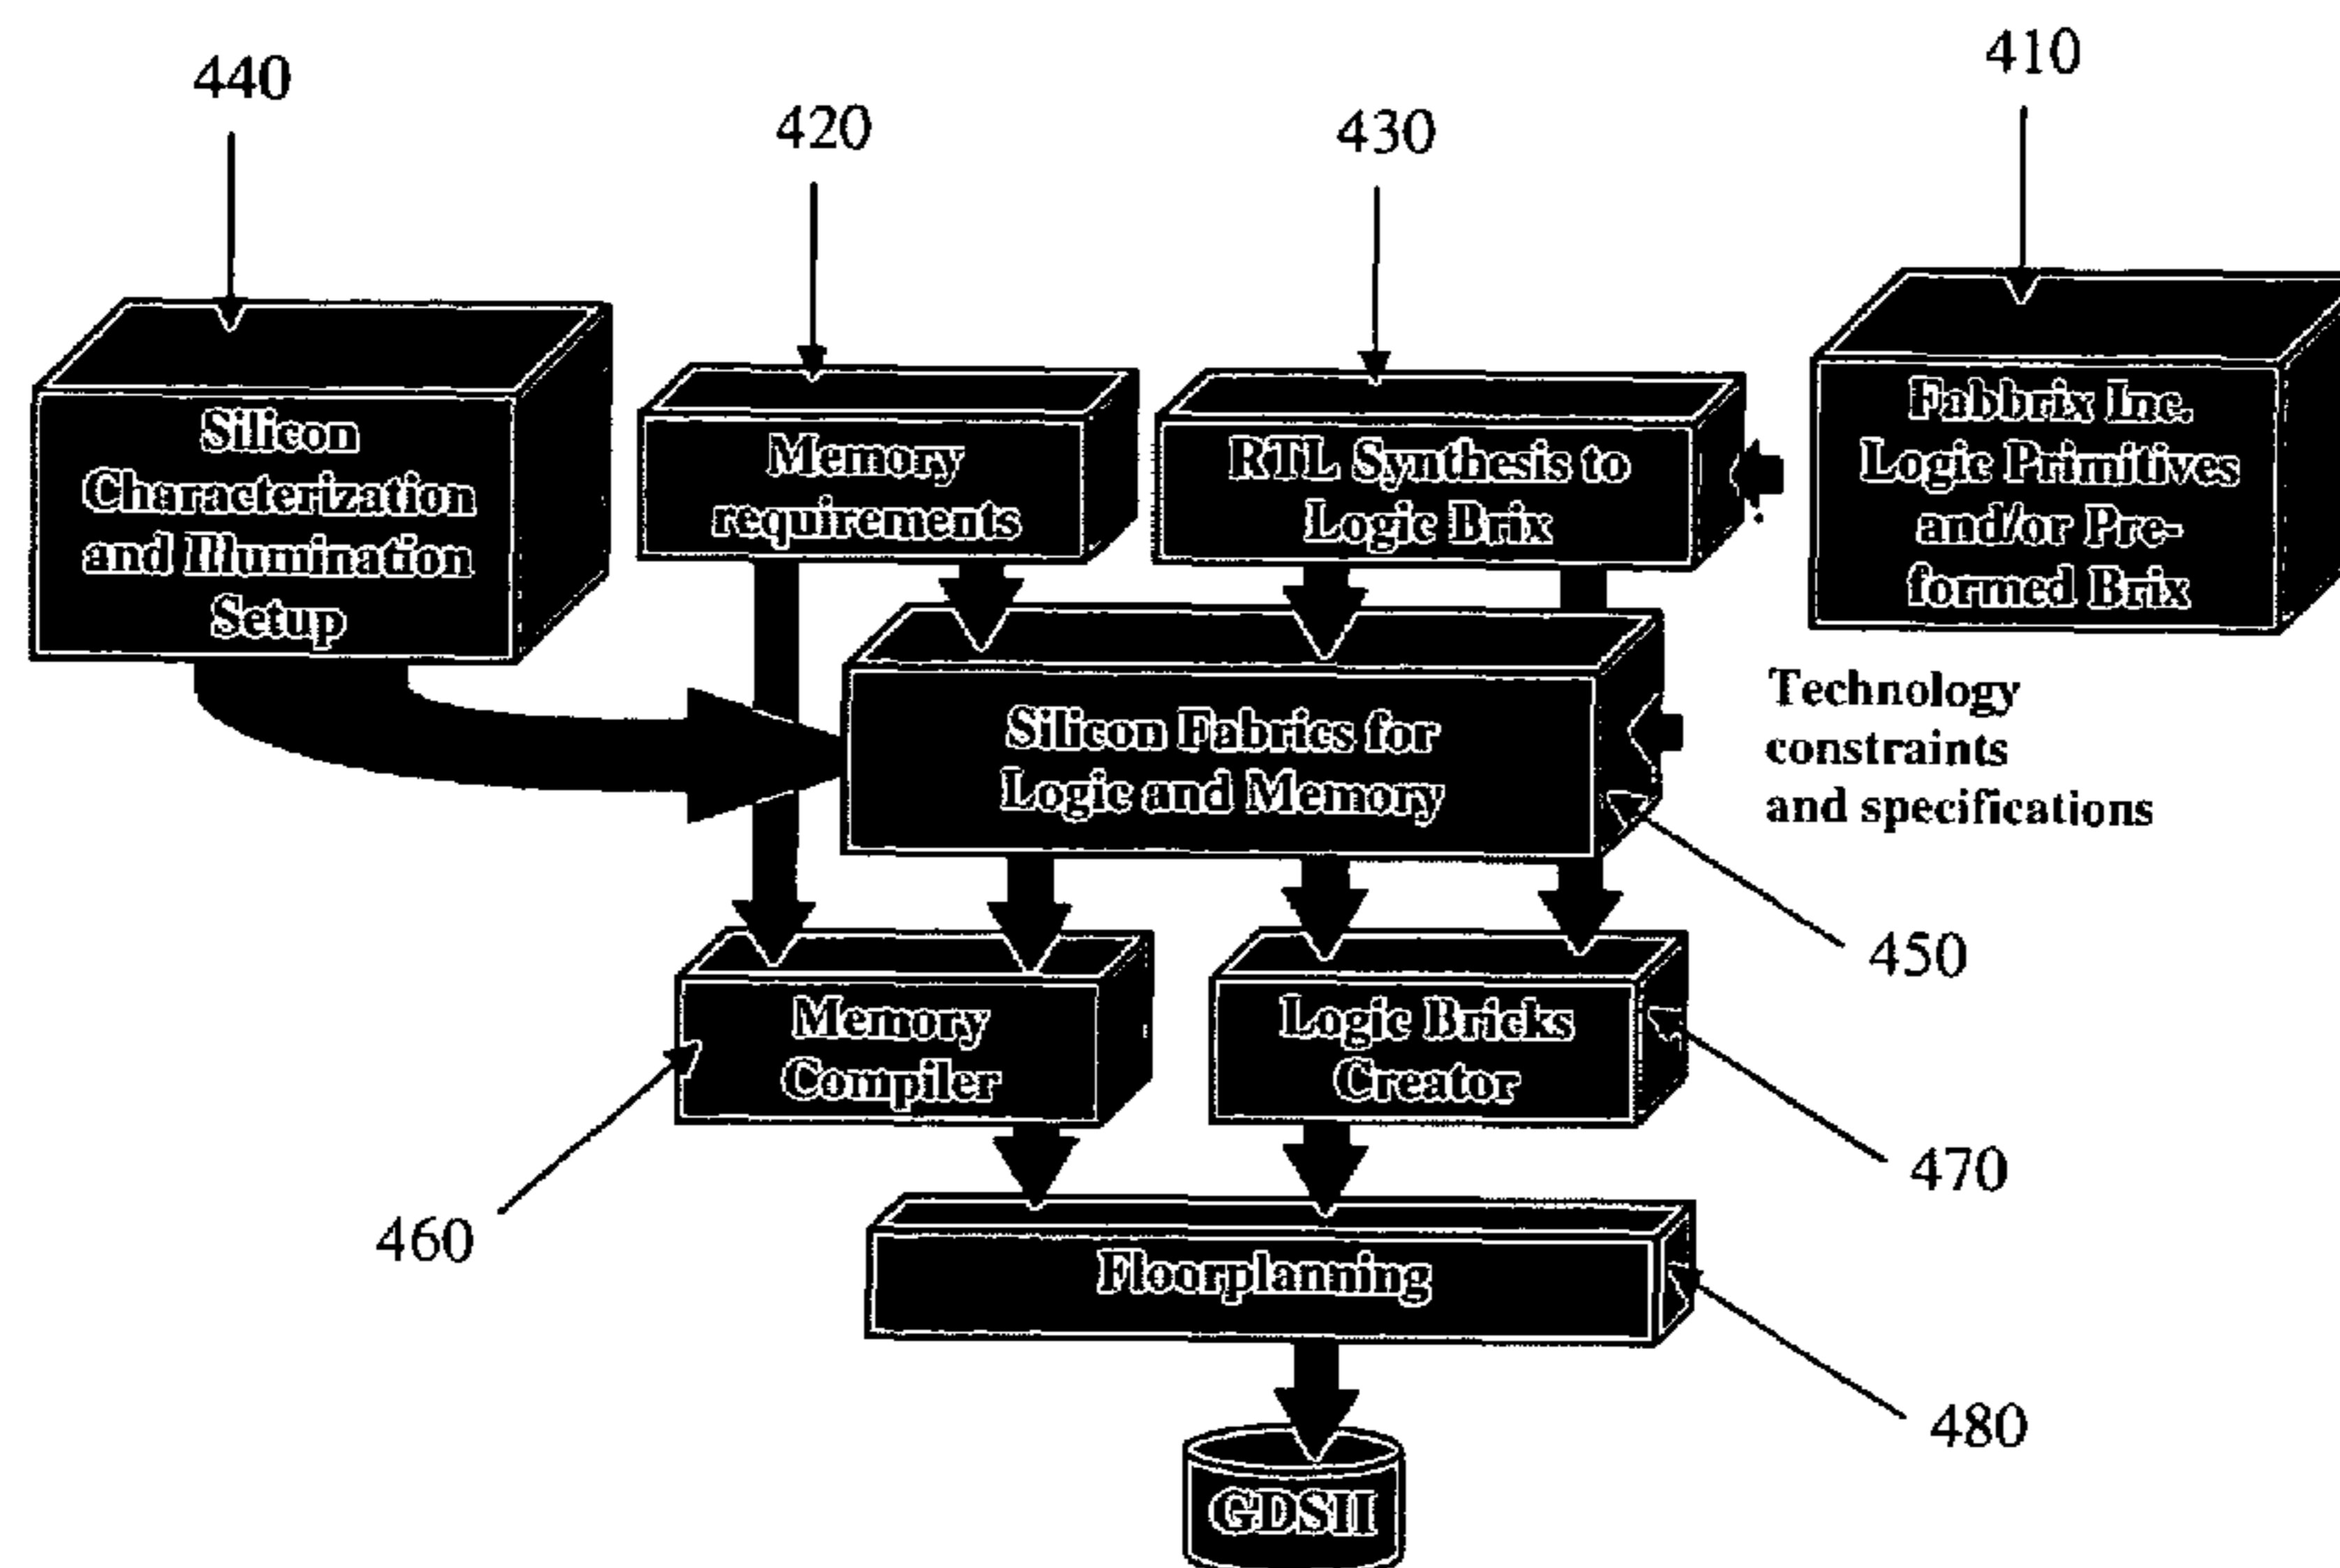 440
420
430
410
Silicon
Characterization
and Illumination
Setup
Memory
requirements
RTL Synthesis to
Logic Brix
Fabbrix Inc.
Logic Primitives
and/or Pre-
formed Brix
Silicon Fabrics for
Logic and Memory
Technology
constraints
and specifications
450
Memory
Compiler
Logic Bricks
Creator
460
470
Floorplanning
480
GDSII